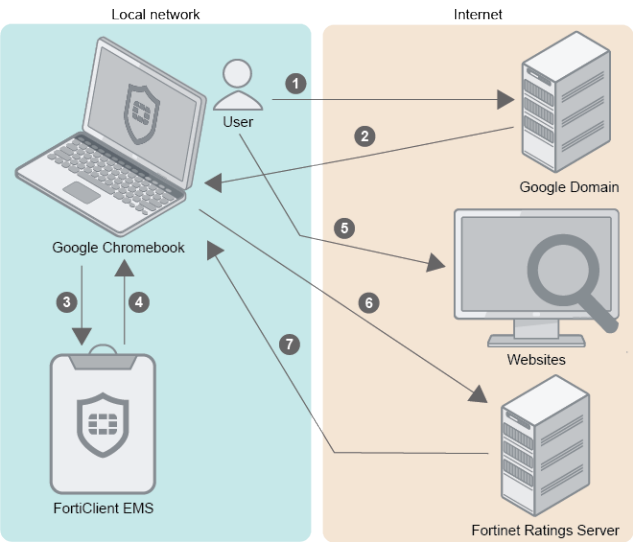 Local network
Internet
1
User
2
Google Domain
Google Chromebook
5
3
4
6
Websites
7
FortiClient EMS
Fortinet Ratings Server